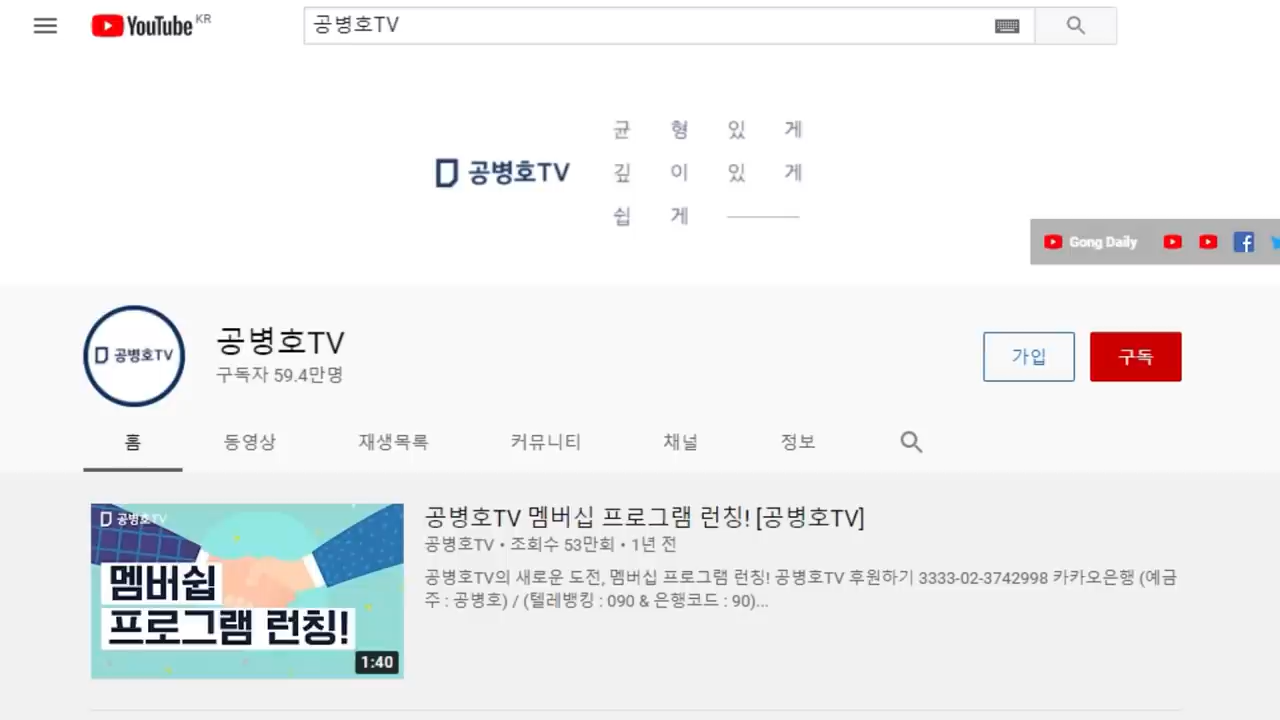 YouTube KR
공병호TV
균 형 있 게
공병호TV
깊 이 있 게
쉽 게
Gong Daily
공병호TV
공병호TV
구독자 59.4만명
가입
구독
홈
동영상
재생목록
커뮤니티
채널
정보
공병호TV
멤버쉽
프로그램 런칭!
1:40
공병호TV 멤버십 프로그램 런칭! [공병호TV]
공병호TV • 조회수 53만회 • 1년 전
공병호TV의 새로운 도전, 멤버십 프로그램 런칭! 공병호TV 후원하기 3333-02-3742998 카카오은행 (예금
주 : 공병호) / (텔레뱅킹 : 090 & 은행코드 : 90)...